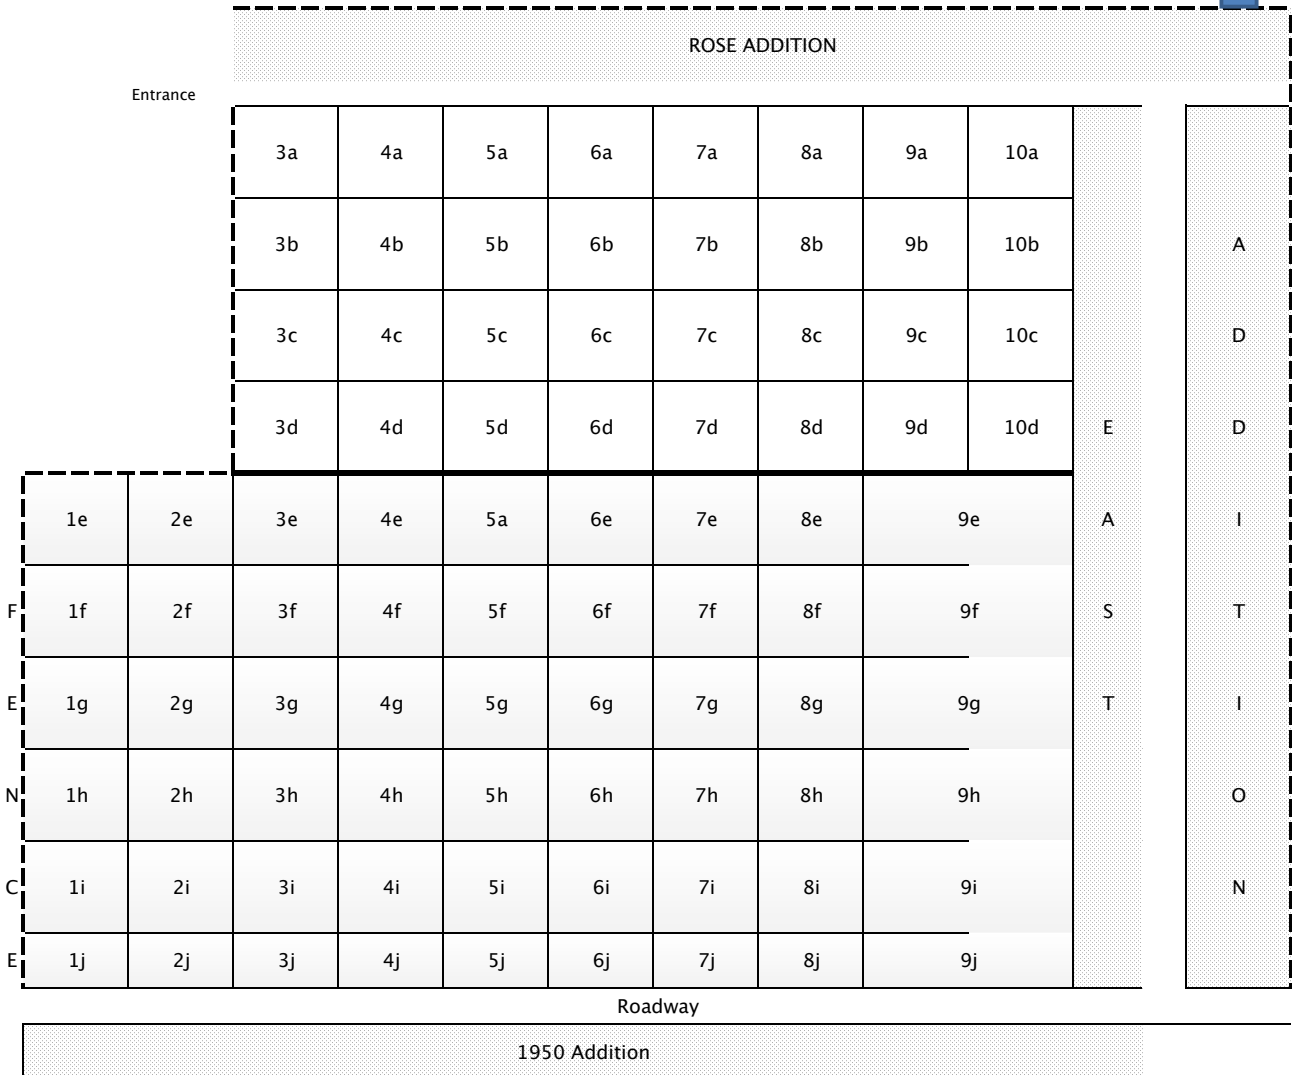 ROSE ADDITION
Entrance
3a 4a 5a 6a 7a 8a 9a 10a
3b 4b 5b 6b 7b 8b 9b 10b A
3c 4c 5c 6c 7c 8c 9c 10c D
3d 4d 5d 6d 7d 8d 9d 10d E D
1e 2e 3e 4e 5a 6e 7e 8e 9e A I
F 1f 2f 3f 4f 5f 6f 7f 8f 9f S T
E 1g 2g 3g 4g 5g 6g 7g 8g 9g T I
N 1h 2h 3h 4h 5h 6h 7h 8h 9h O
C 1i 2i 3i 4i 5i 6i 7i 8i 9i N
E 1j 2j 3j 4j 5j 6j 7j 8j 9j
Roadway
1950 Addition